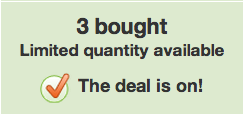 3 bought
Limited quantity available
The deal is on!